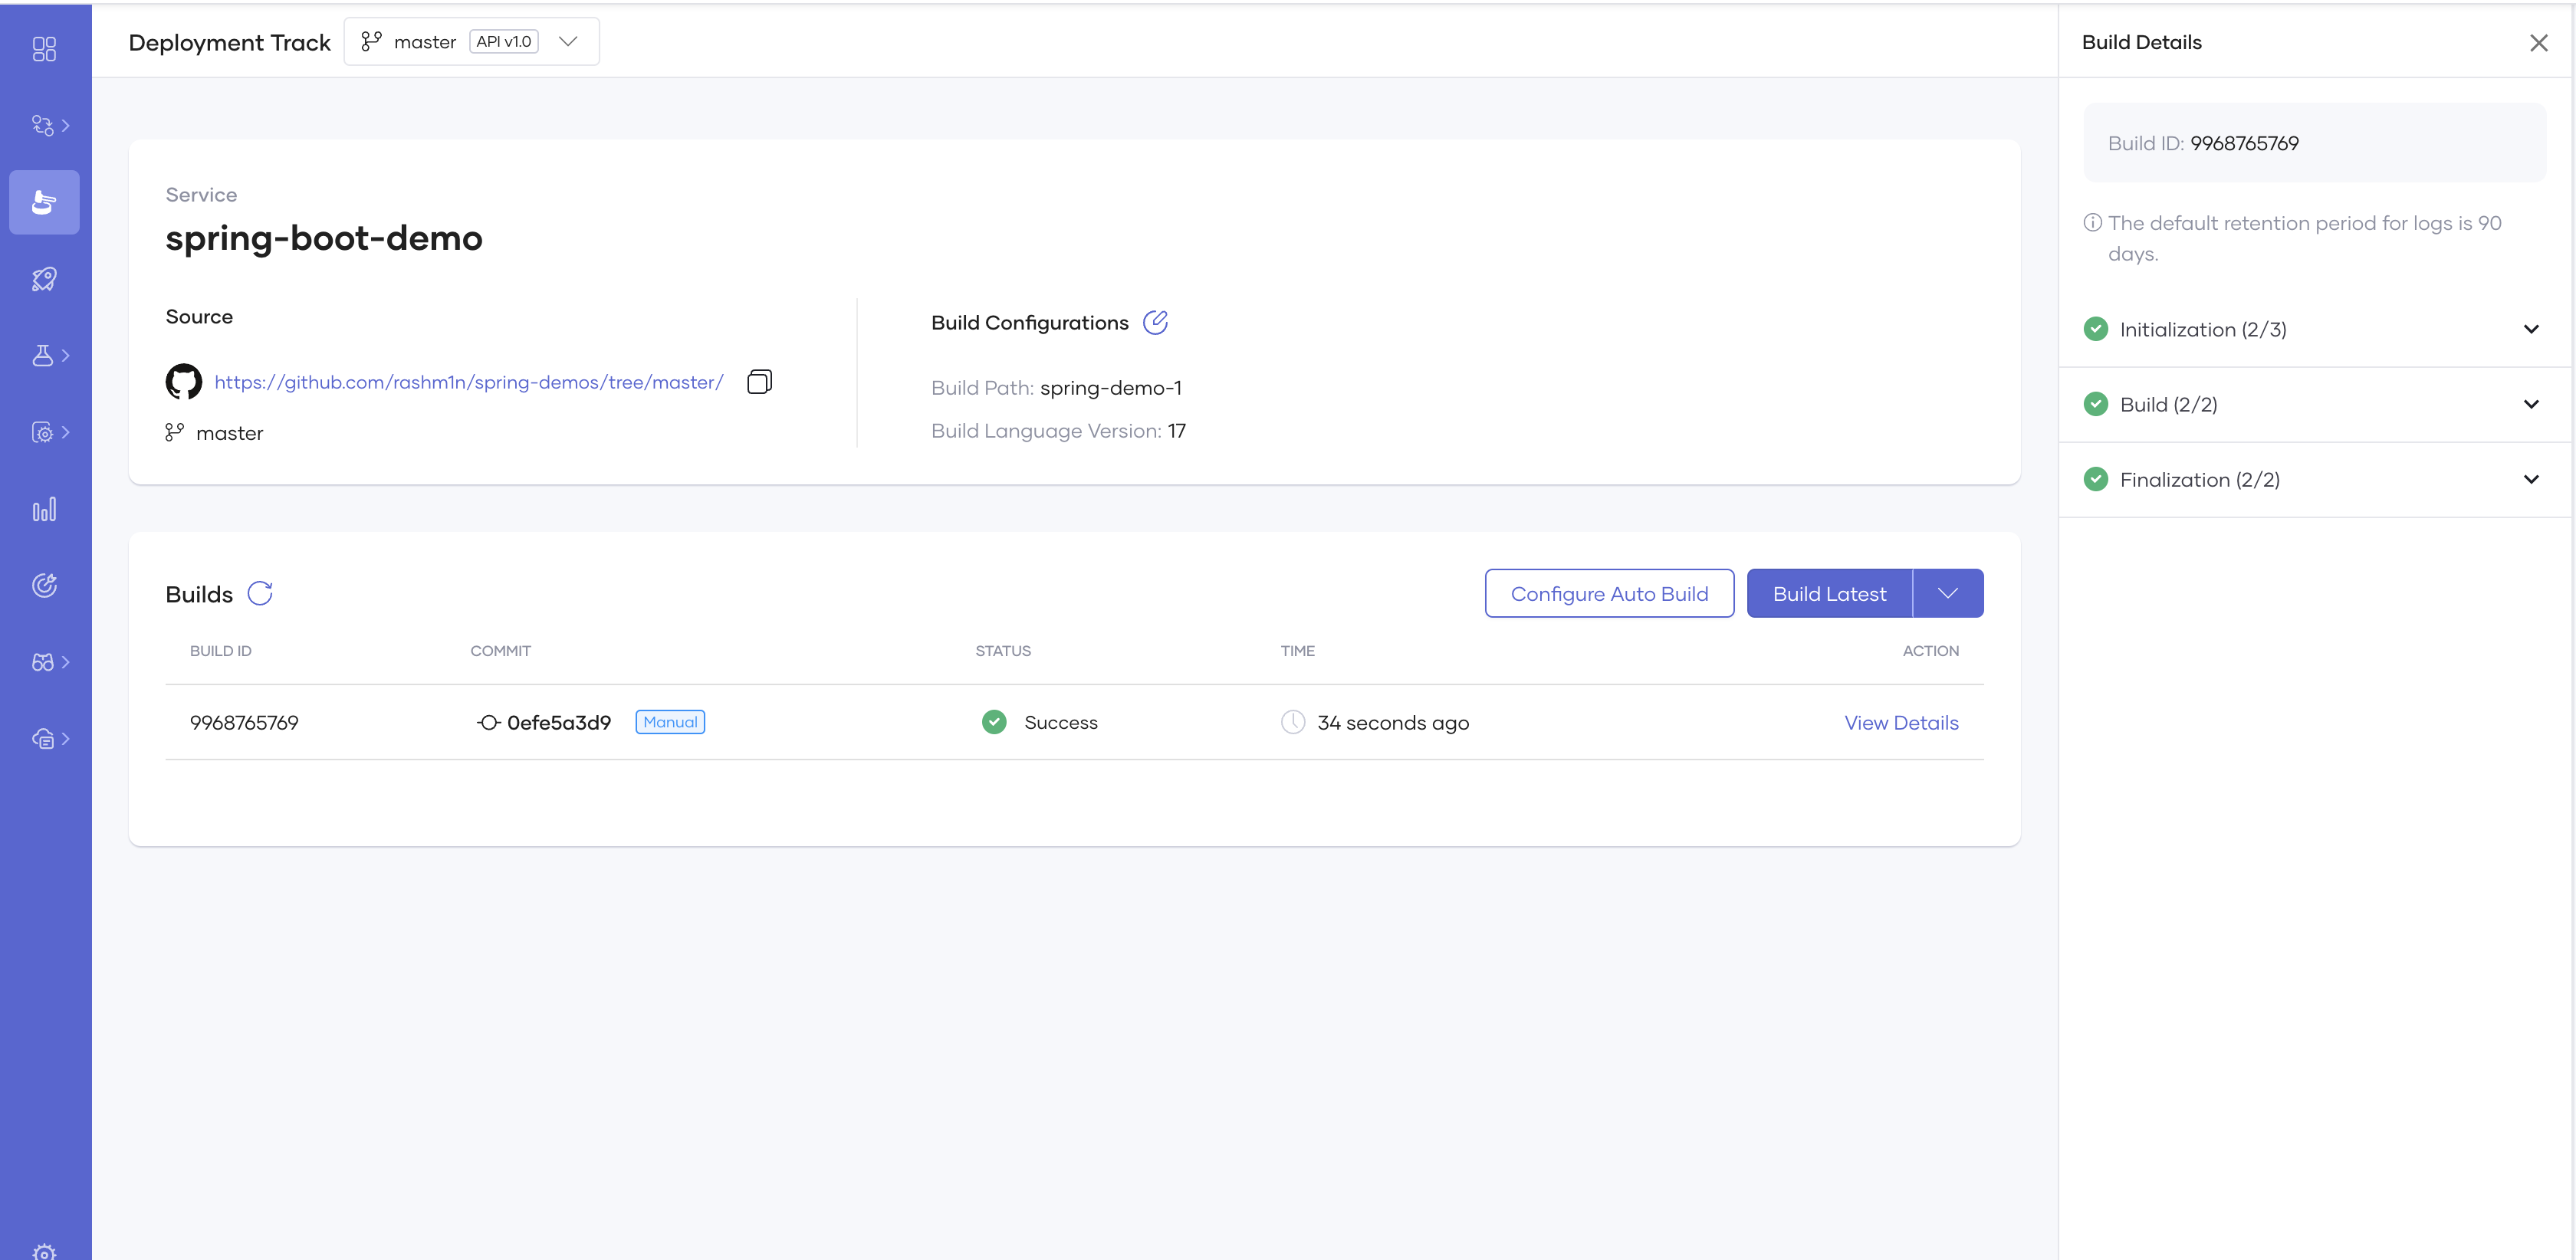 Deployment Track
master API v1.0
Service
spring-boot-demo
Source
https://github.com/rashm1n/spring-demos/tree/master/
master
Build Configurations
Build Path: spring-demo-1
Build Language Version: 17
Builds
Configure Auto Build
Build Latest
BUILD ID COMMIT STATUS TIME ACTION
9968765769 0efe5a3d9 Manual Success 34 seconds ago View Details
Build Details
Build ID: 9968765769
The default retention period for logs is 90
days.
Initialization (2/3)
Build (2/2)
Finalization (2/2)